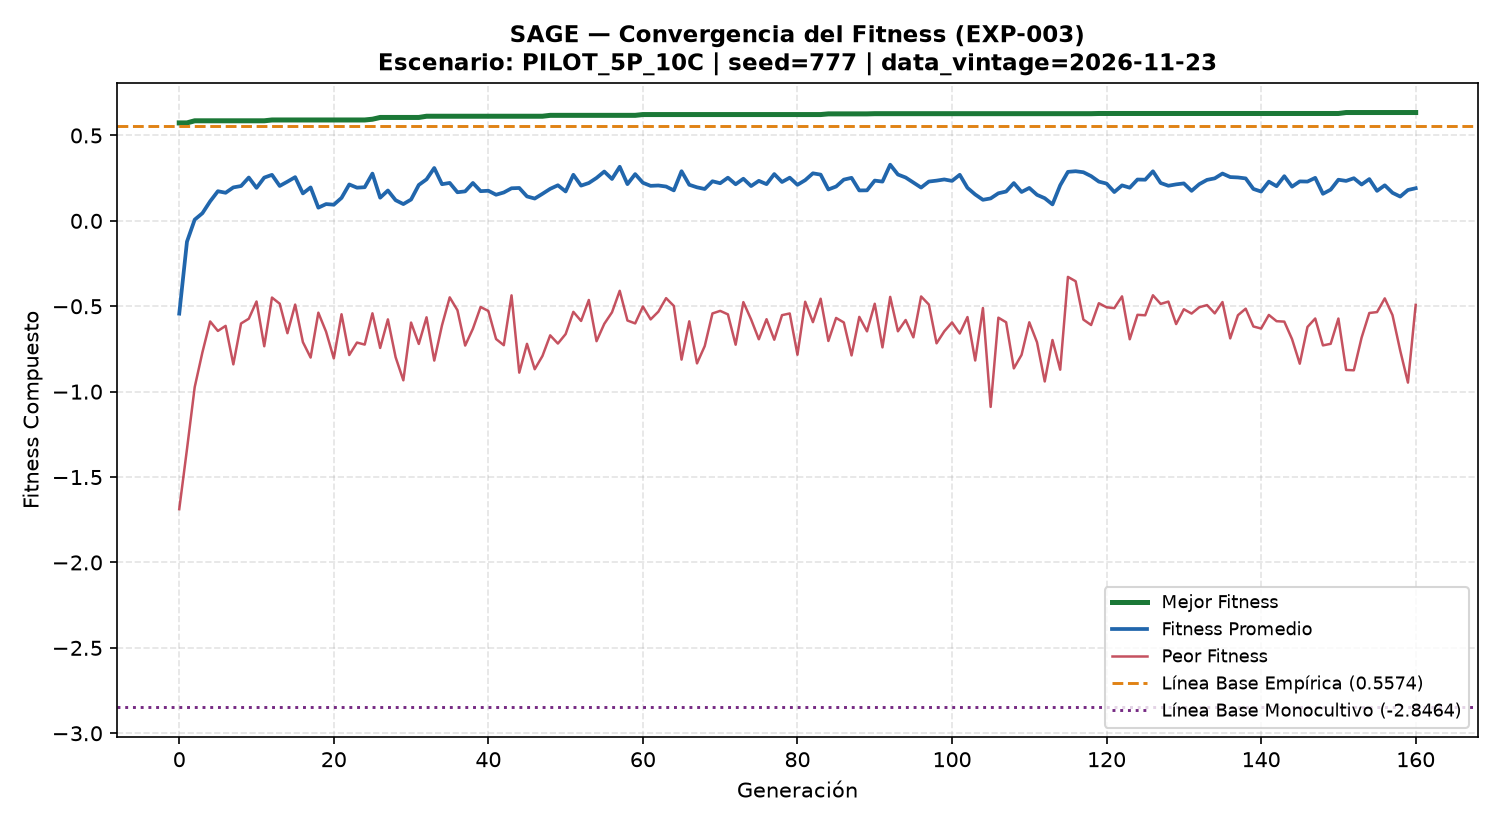 SAGE — Convergencia del Fitness (EXP-003)
Escenario: PILOT_5P_10C | seed=777 | data_vintage=2026-11-23
Fitness Compuesto
0.5
0.0
−0.5
−1.0
−1.5
−2.0
−2.5
−3.0
Mejor Fitness
Fitness Promedio
Peor Fitness
Línea Base Empírica (0.5574)
Línea Base Monocultivo (-2.8464)
0 20 40 60 80 100 120 140 160
Generación